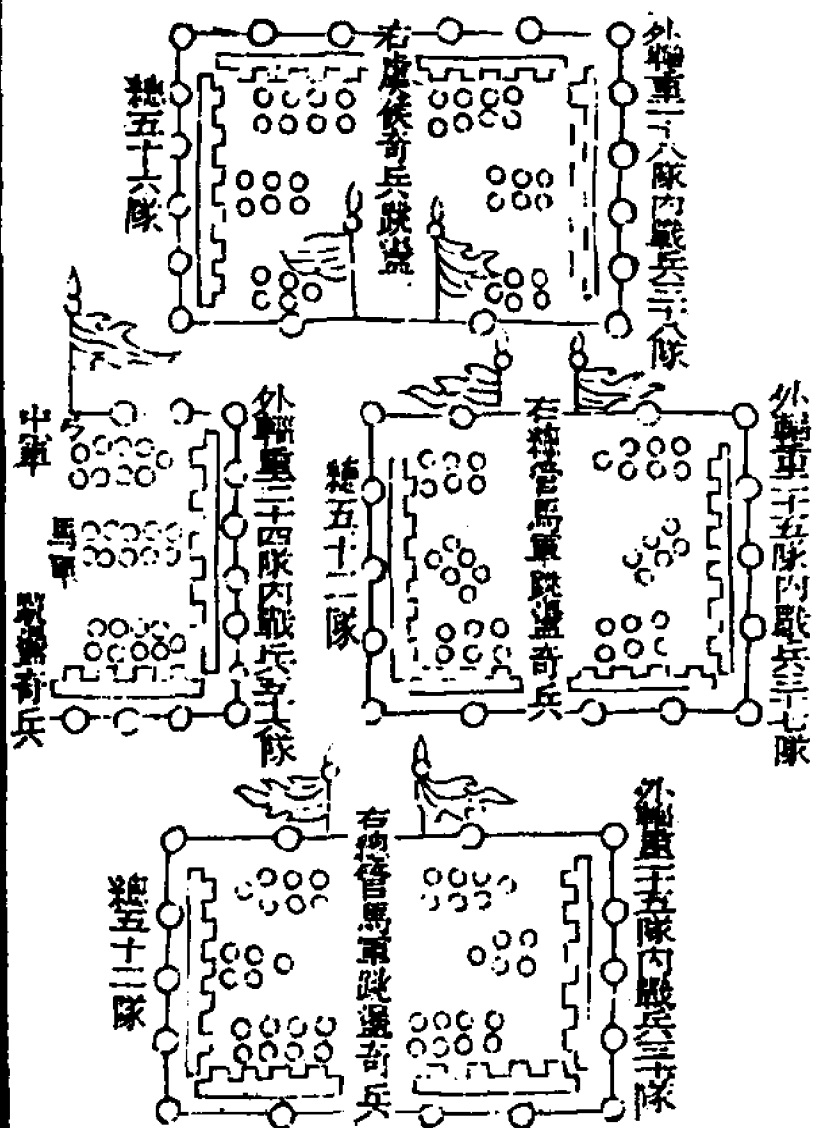 外輜重一十八隊內戰兵三十八隊
右虞候奇兵跳盪
總五十六隊
外輜重二十五隊內戰兵二十七隊
右㧾管馬軍跳盪奇兵
總五十二隊
外輜重二十四隊內戰兵五十六隊
中軍
馬軍
跳盪奇兵
外輜重二十五隊內戰兵二十七隊
右㧾管馬軍跳盪奇兵
總五十二隊